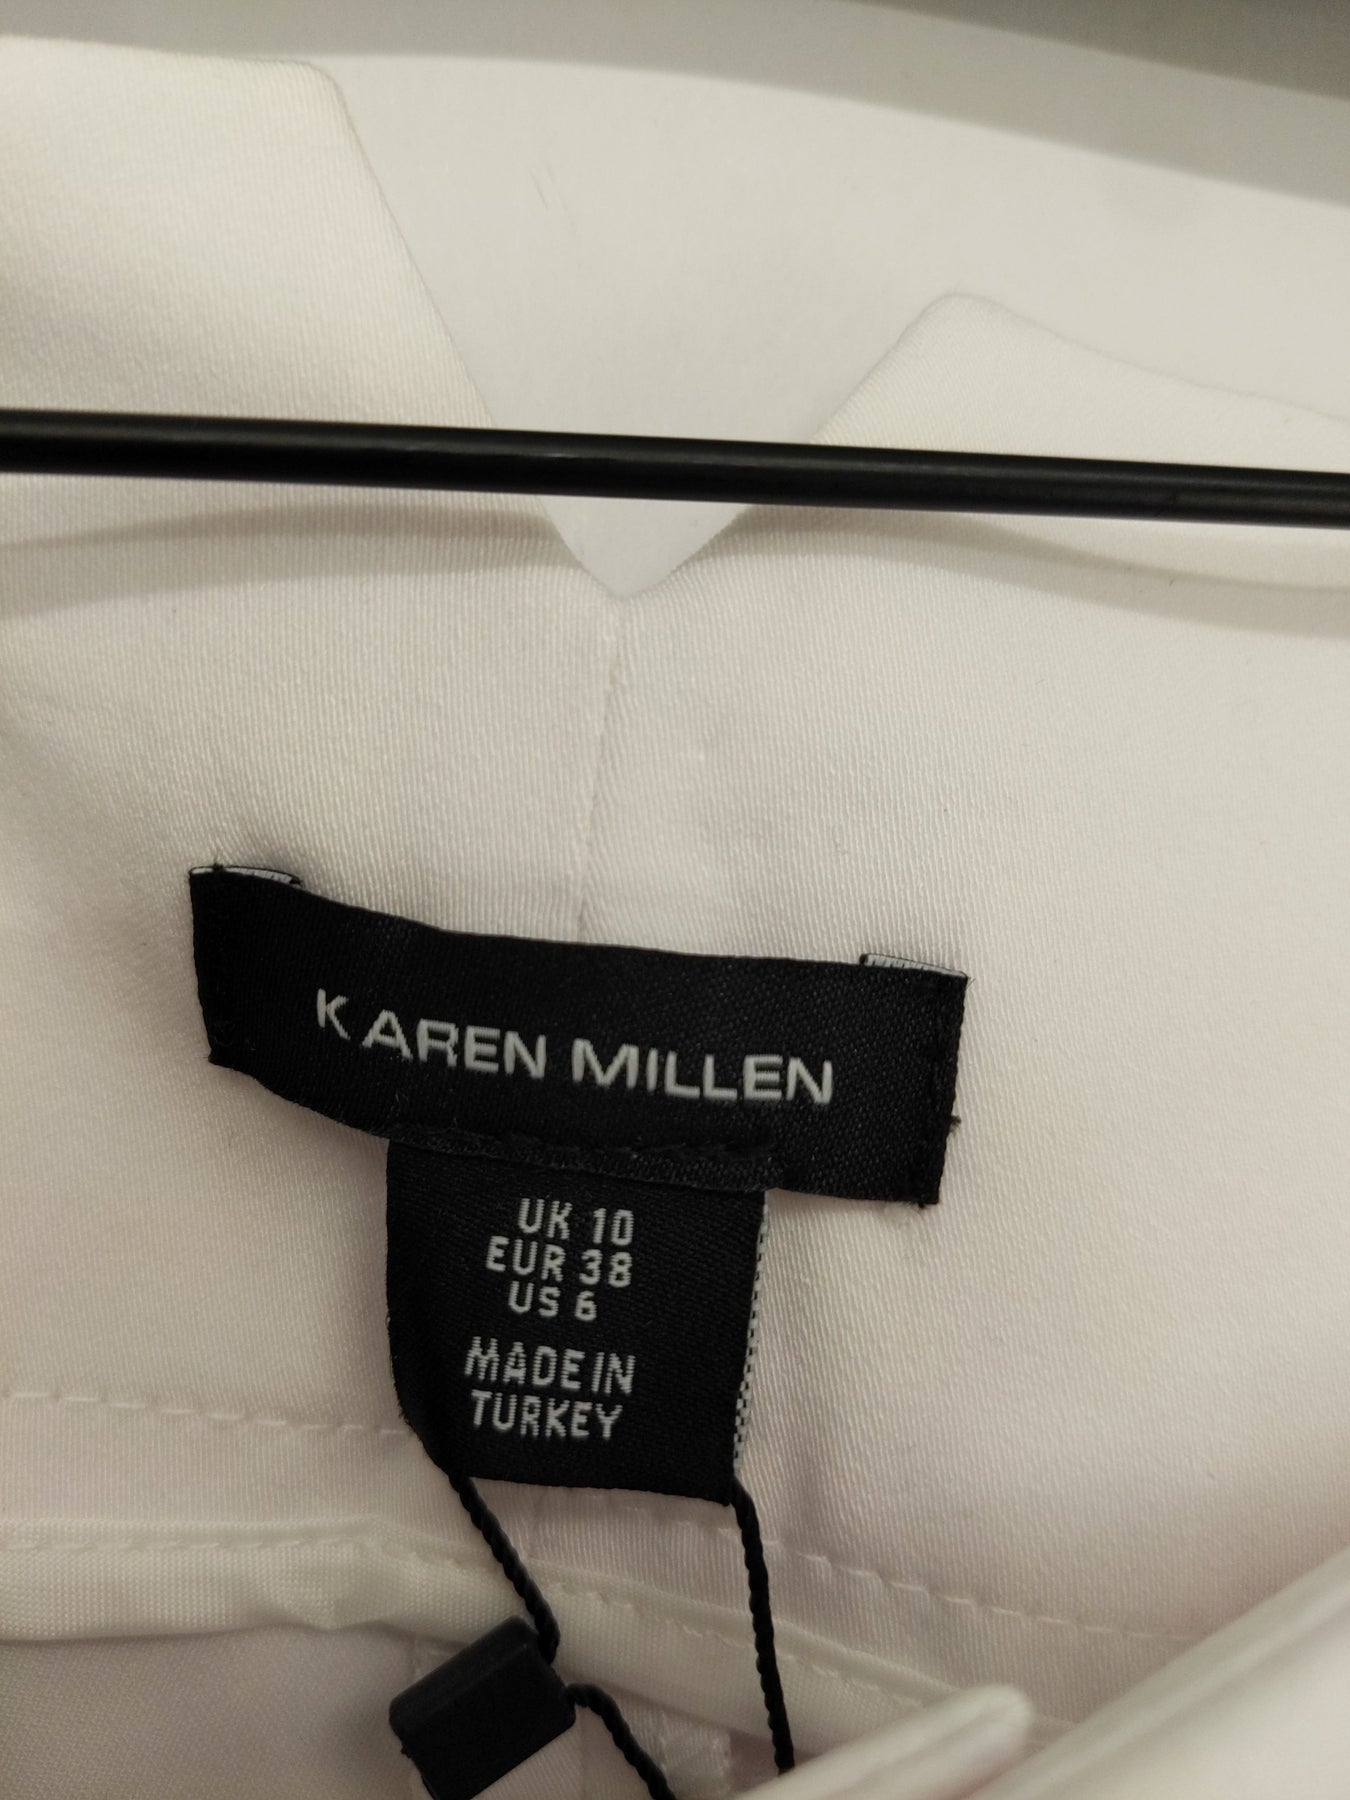 KAREN MILLEN
UK 10
EUR 38
US 6
MADE IN
TURKEY